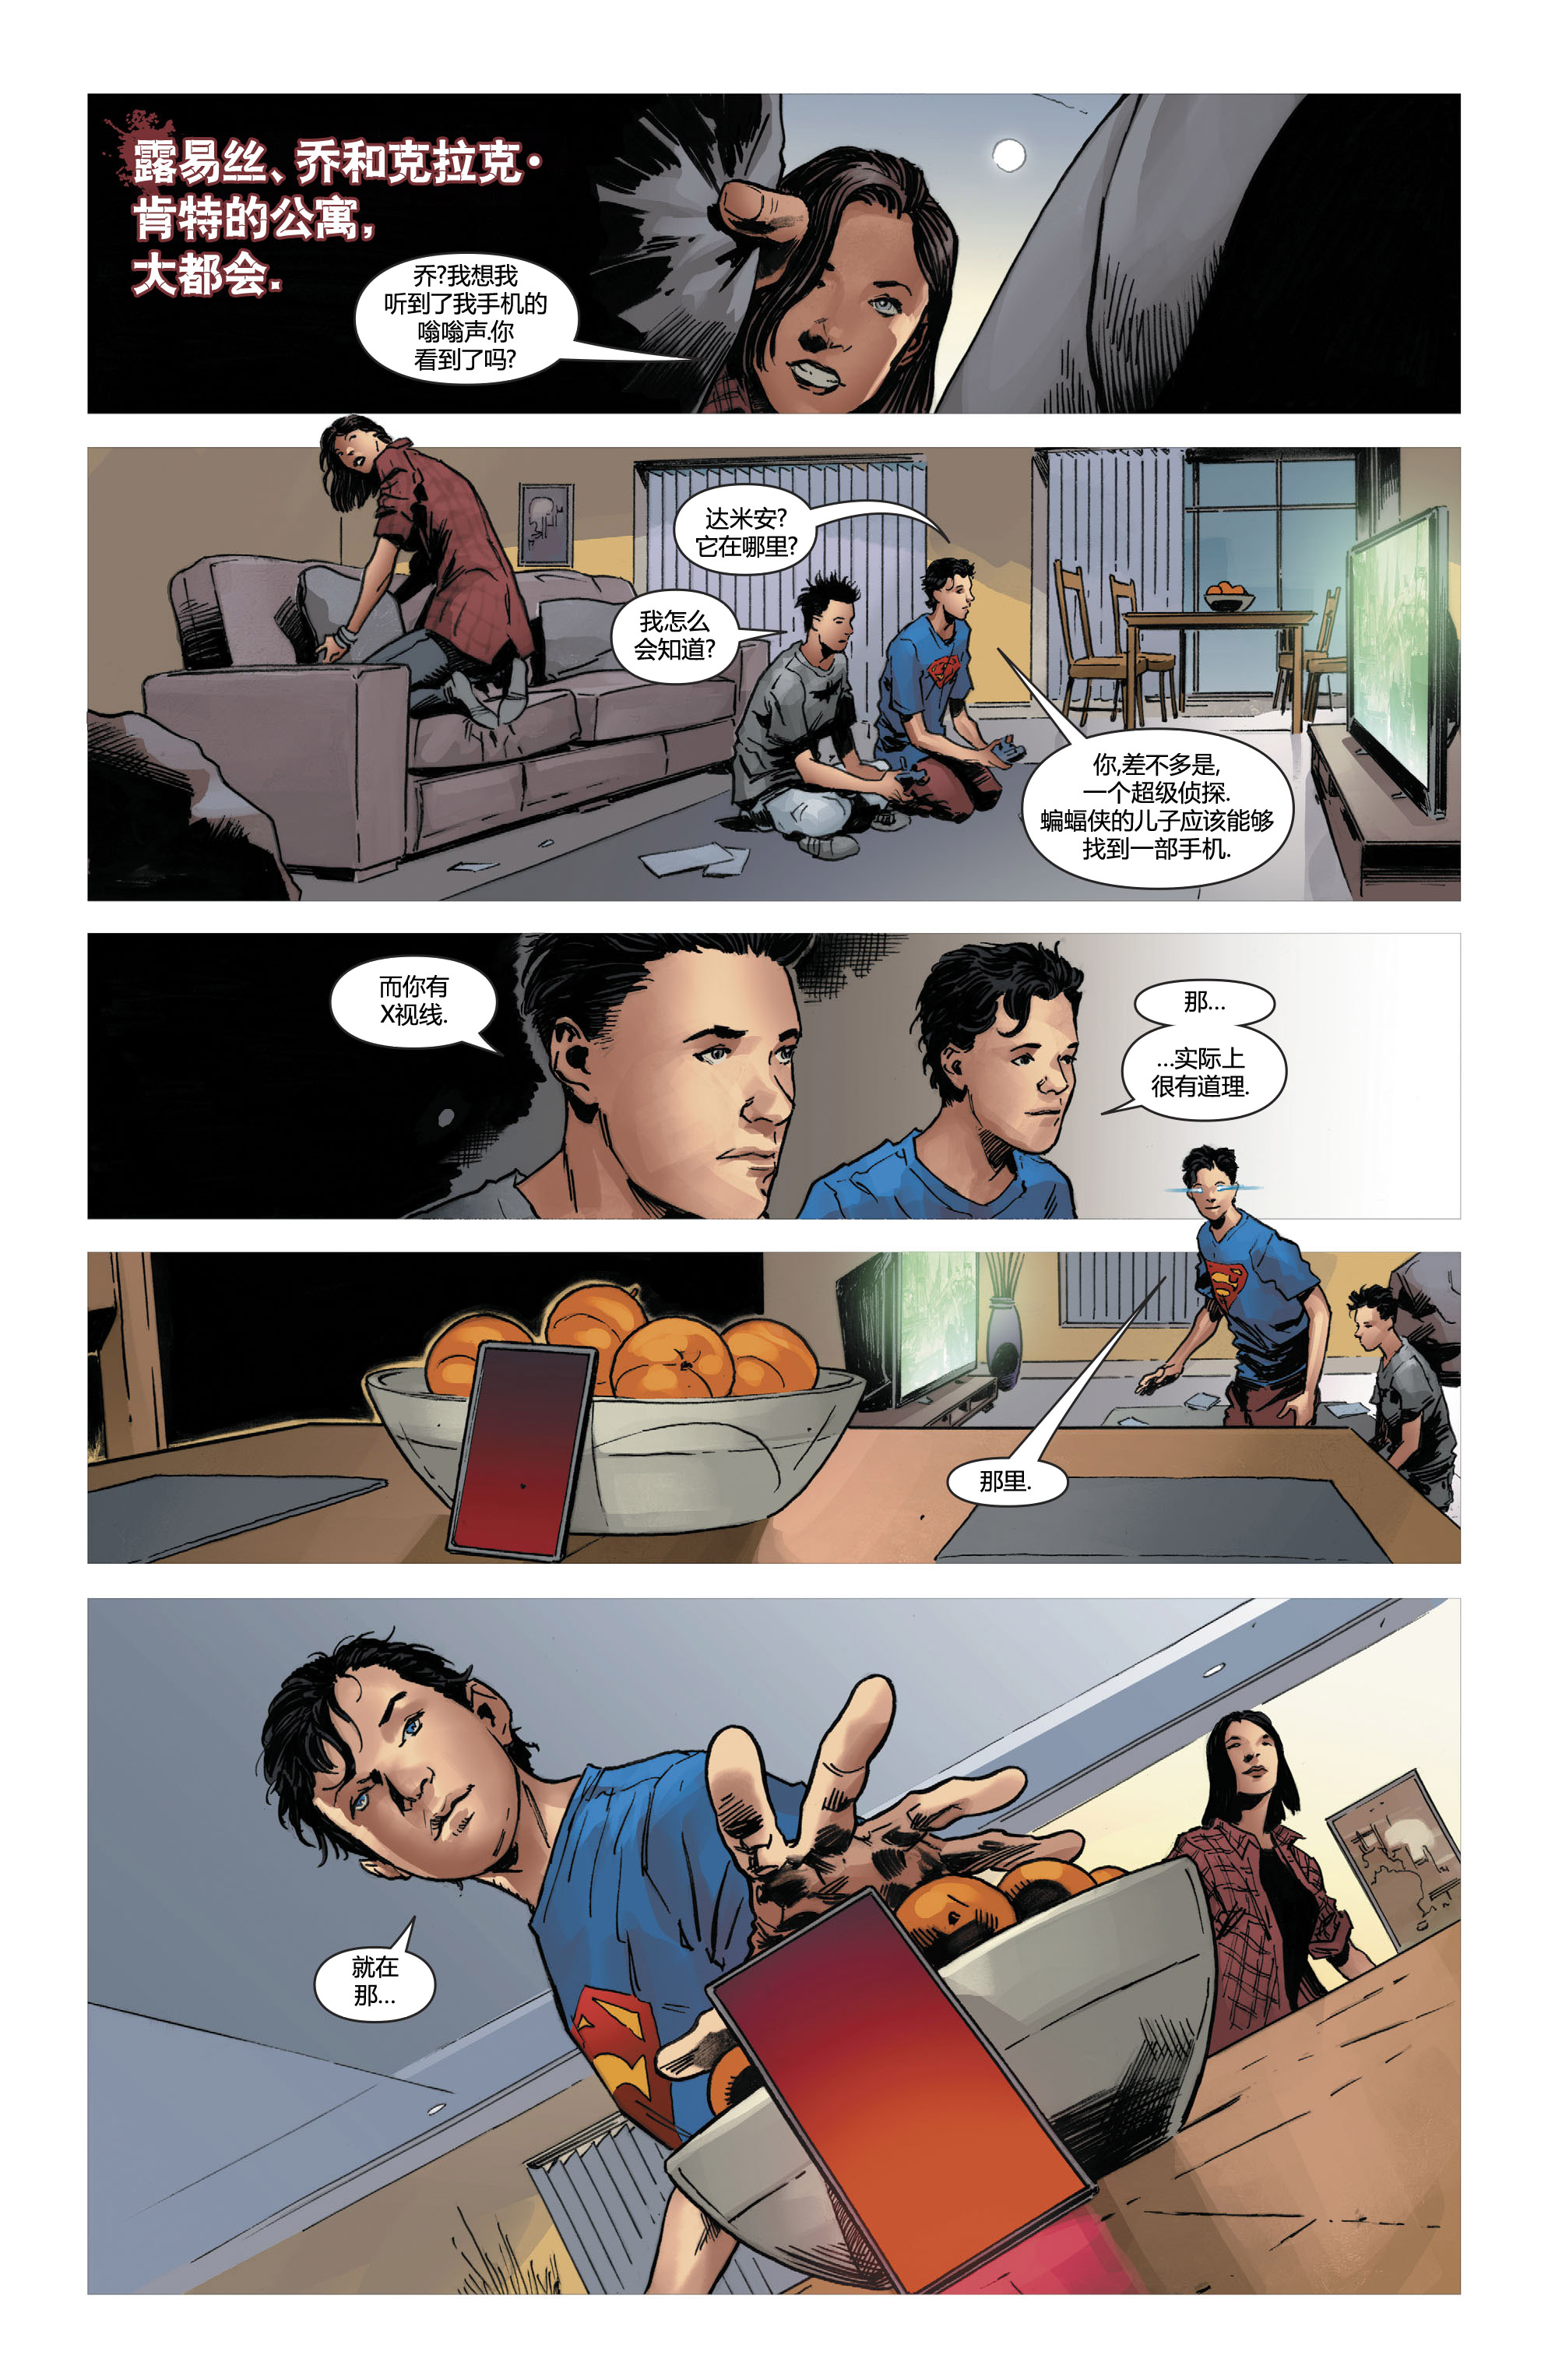 露易丝、乔和克拉克·
肯特的公寓,
大都会.
乔?我想我
听到了我手机的
嗡嗡声.你
看到了吗?
达米安?
它在哪里?
我怎么
会知道?
你,差不多是,
一个超级侦探.
蝙蝠侠的儿子应该能够
找到一部手机.
而你有
X视线.
那...
...实际上
很有道理.
那里.
就在
那...